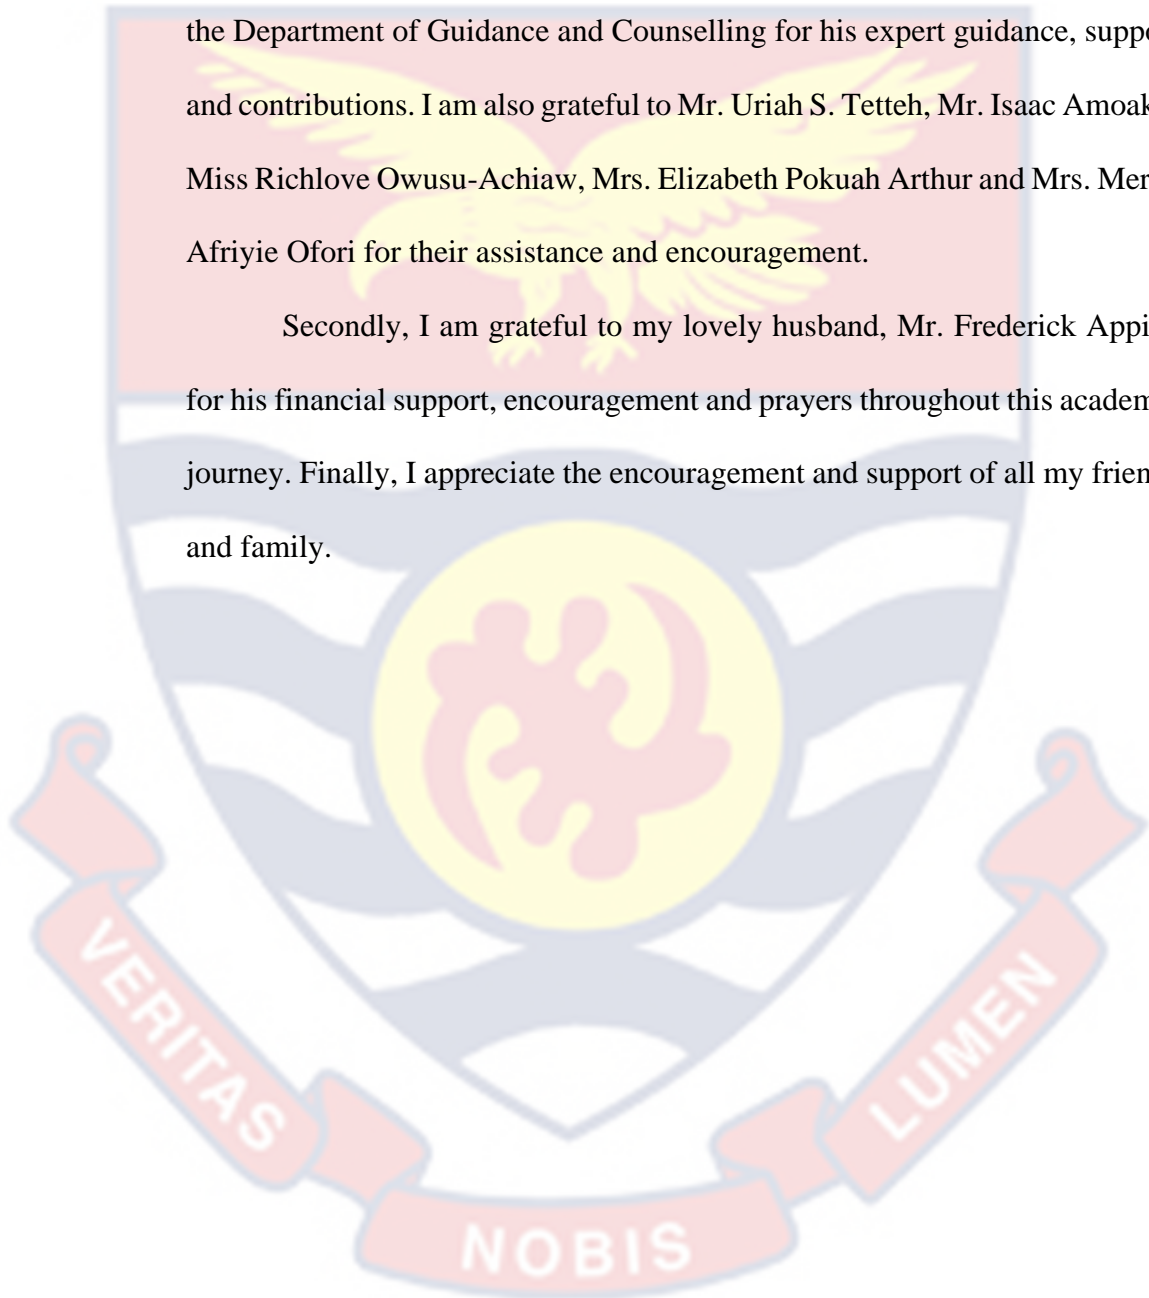 the Department of Guidance and Counselling for his expert guidance, suppo
and contributions. I am also grateful to Mr. Uriah S. Tetteh, Mr. Isaac Amoak
Miss Richlove Owusu-Achiaw, Mrs. Elizabeth Pokuah Arthur and Mrs. Mer
Afriyie Ofori for their assistance and encouragement.
Secondly, I am grateful to my lovely husband, Mr. Frederick Appi
for his financial support, encouragement and prayers throughout this academ
journey. Finally, I appreciate the encouragement and support of all my frien
and family.
VERITAS
NOBIS
LUMEN